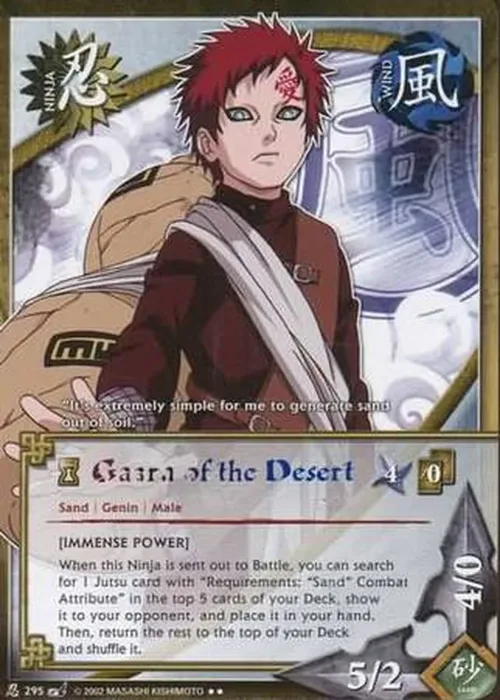 忍
NINJA
風
WIND
"It's extremely simple for me to generate sand
out of soil."
Gaara of the Desert 4 0
Sand | Genin | Male
[IMMENSE POWER]
When this Ninja is sent out to Battle, you can search
for 1 Jutsu card with "Requirements: "Sand" Combat
Attribute" in the top 5 cards of your Deck, show
it to your opponent, and place it in your hand.
Then, return the rest to the top of your Deck
and shuffle it.
4/0
5/2
砂
SAND
295 © 2002 MASASHI KISHIMOTO